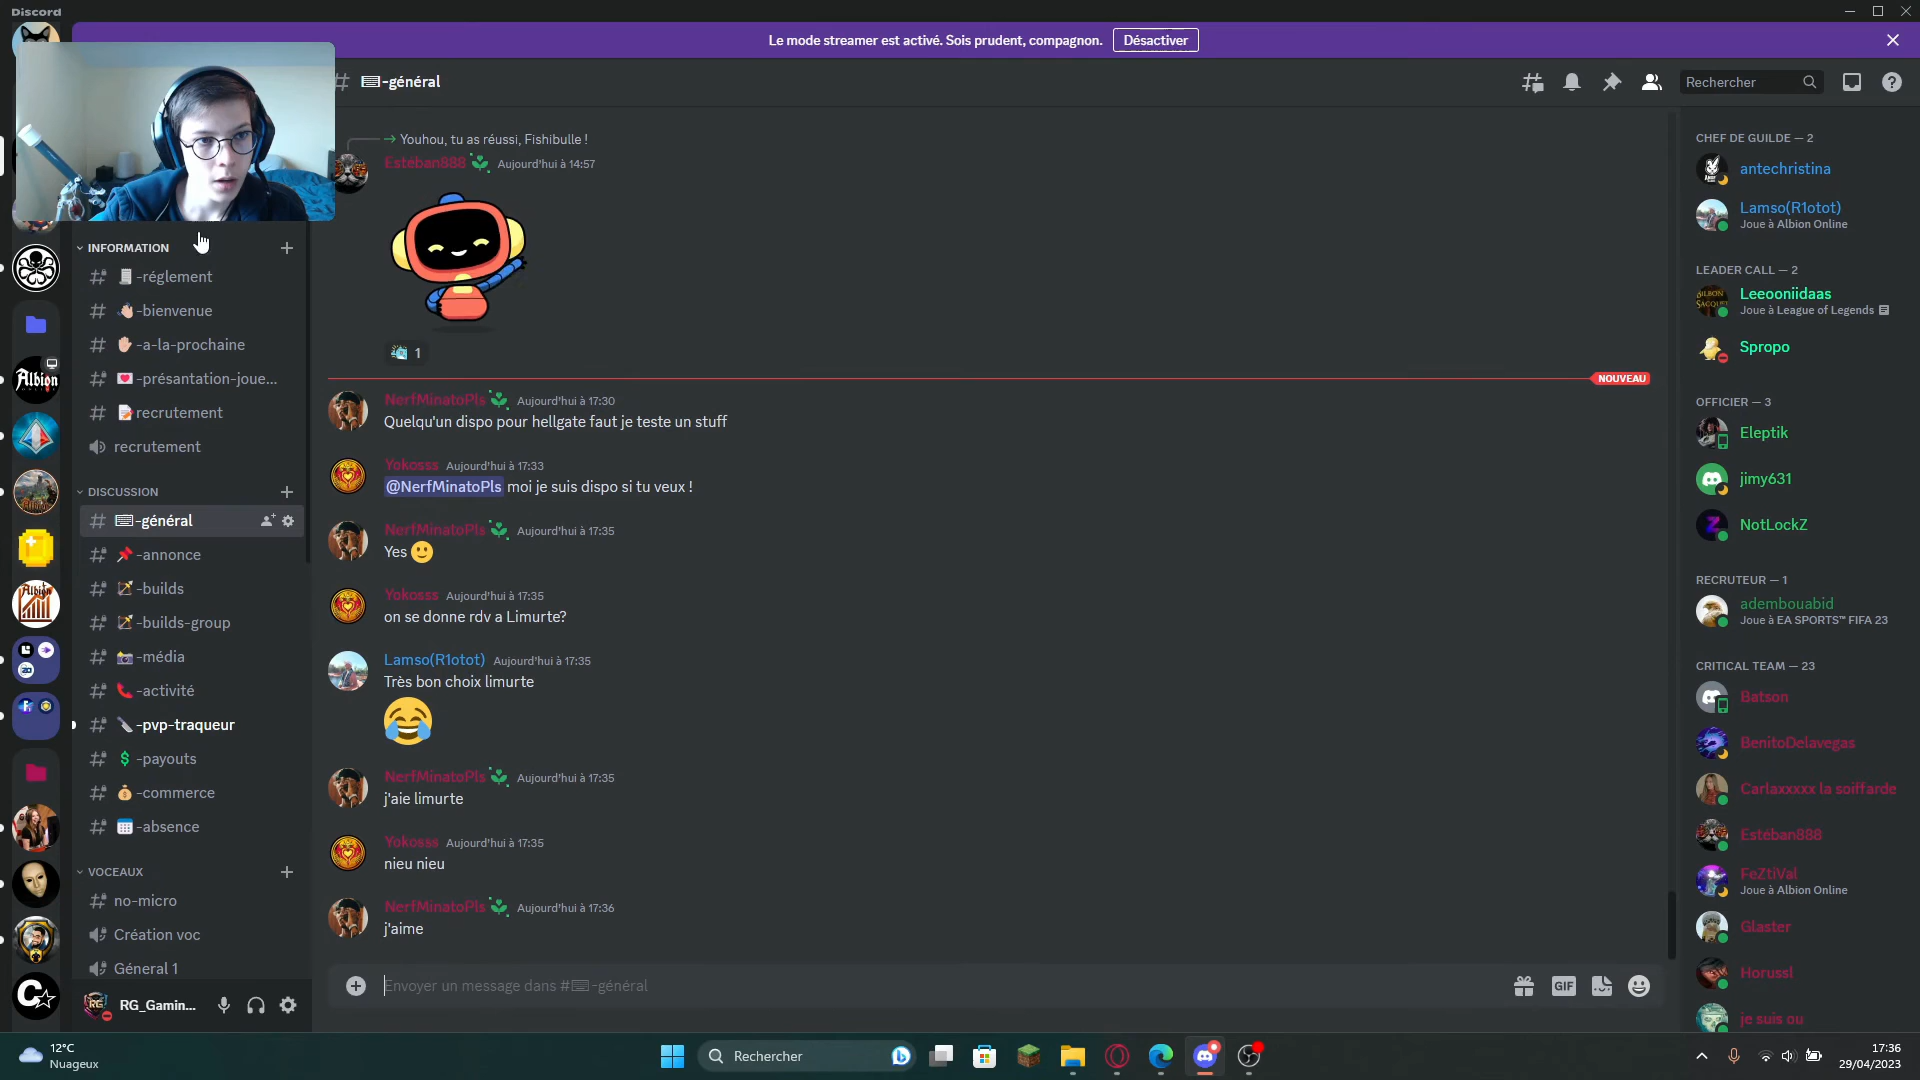 Discord
Le mode streamer est activé. Sois prudent, compagnon.
Désactiver
-général
Rechercher
Youhou, tu as réussi, Fishibulle !
Estéban888 Aujourd'hui à 14:57
1
NOUVEAU
NerfMinatoPls Aujourd'hui à 17:30
Quelqu'un dispo pour hellgate faut je teste un stuff
Yokosss Aujourd'hui à 17:33
@NerfMinatoPls moi je suis dispo si tu veux !
NerfMinatoPls Aujourd'hui à 17:35
Yes
Yokosss Aujourd'hui à 17:35
on se donne rdv a Limurte?
Lamso(R1otot) Aujourd'hui à 17:35
Très bon choix limurte
NerfMinatoPls Aujourd'hui à 17:35
j'aie limurte
Yokosss Aujourd'hui à 17:35
nieu nieu
NerfMinatoPls Aujourd'hui à 17:36
j'aime
Envoyer un message dans #-général
GIF
INFORMATION
-réglement
-bienvenue
-a-la-prochaine
-présantation-joue...
recrutement
recrutement
DISCUSSION
-général
-annonce
-builds
-builds-group
-média
-activité
-pvp-traqueur
-payouts
-commerce
-absence
VOCEAUX
no-micro
Création voc
Géneral 1
RG_Gamin...
Albion
Albion
CHEF DE GUILDE — 2
antechristina
Lamso(R1otot)
Joue à Albion Online
LEADER CALL — 2
Leeooniidaas
Joue à League of Legends
Spropo
OFFICIER — 3
Eleptik
jimy631
NotLockZ
RECRUTEUR — 1
adembouabid
Joue à EA SPORTS™ FIFA 23
CRITICAL TEAM — 23
Batson
BenitoDelavegas
Carlaxxxxx la soiffarde
Estéban888
FeZtiVal
Joue à Albion Online
Glaster
Horussl
je suis ou
12°C
Nuageux
Rechercher
17:36
29/04/2023